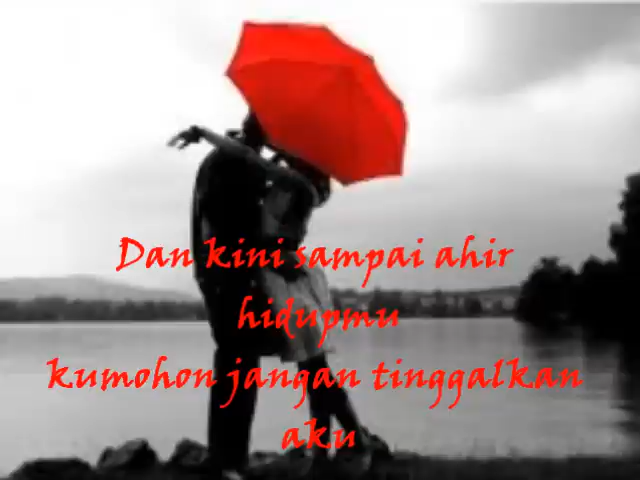 Dan kini sampai ahir
hidupmu
kumohon jangan tinggalkan
aku